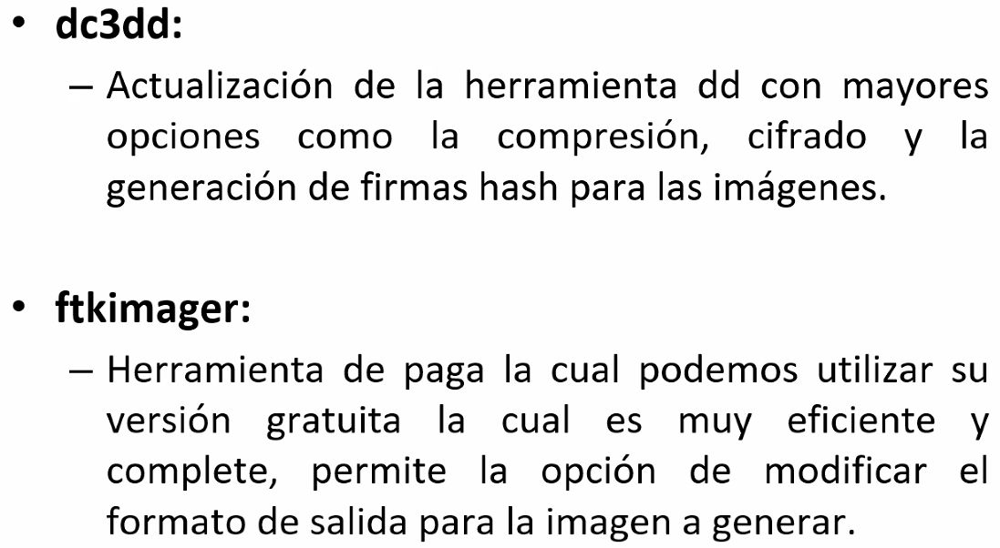 • dc3dd:
– Actualización de la herramienta dd con mayores
opciones como la compresión, cifrado y la
generación de firmas hash para las imágenes.
• ftkimager:
– Herramienta de paga la cual podemos utilizar su
versión gratuita la cual es muy eficiente y
complete, permite la opción de modificar el
formato de salida para la imagen a generar.